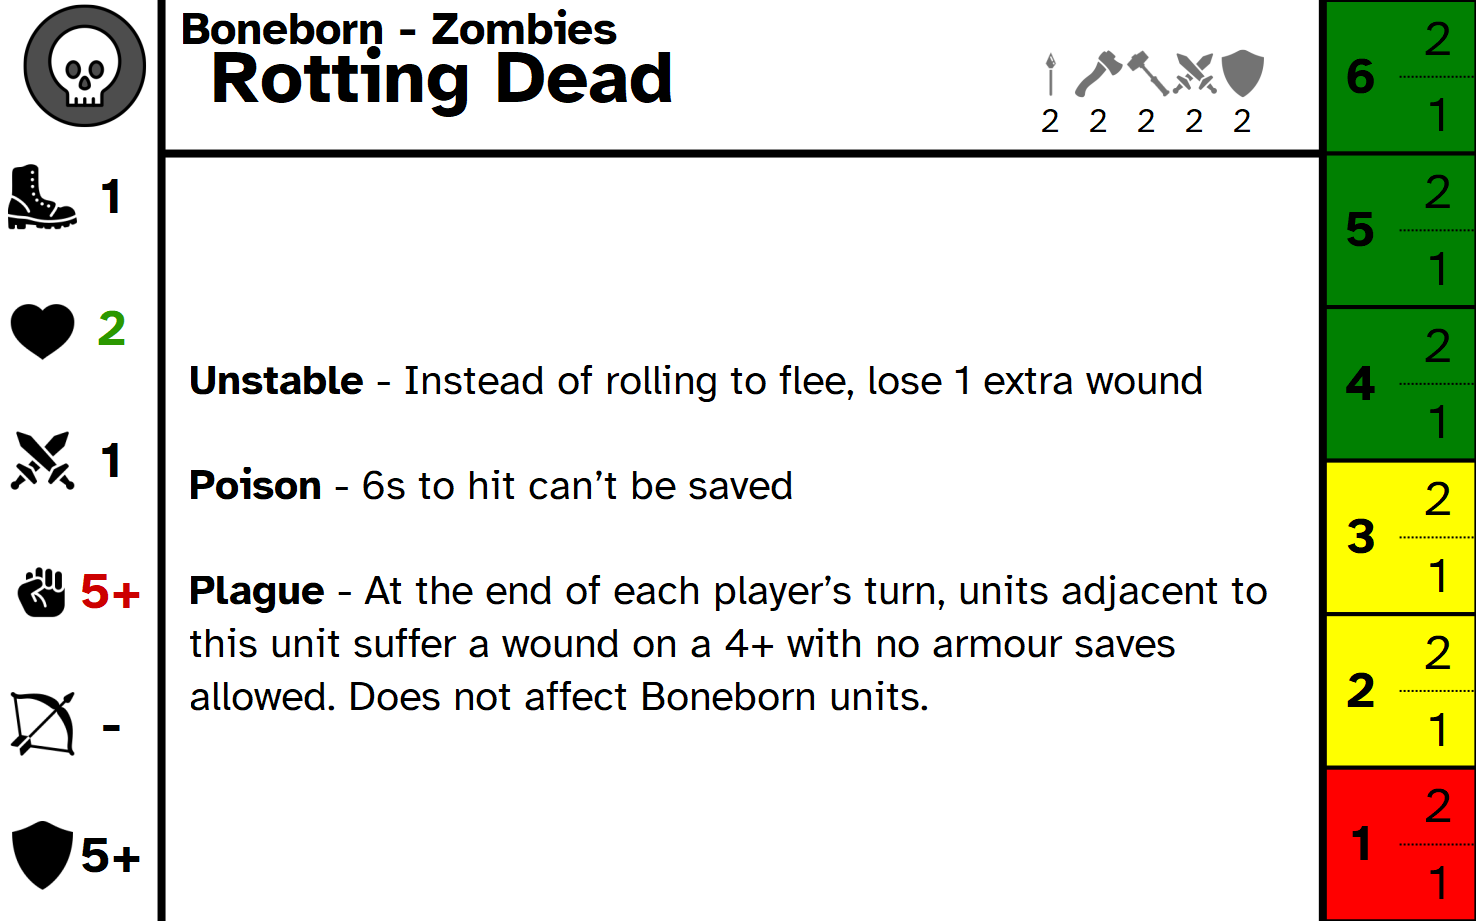 Boneborn - Zombies
Rotting Dead
2 2 2 2 2
1
2
1
5+
-
5+
Unstable - Instead of rolling to flee, lose 1 extra wound
Poison - 6s to hit can’t be saved
Plague - At the end of each player’s turn, units adjacent to
this unit suffer a wound on a 4+ with no armour saves
allowed. Does not affect Boneborn units.
6 2
1
5 2
1
4 2
1
3 2
1
2 2
1
1 2
1